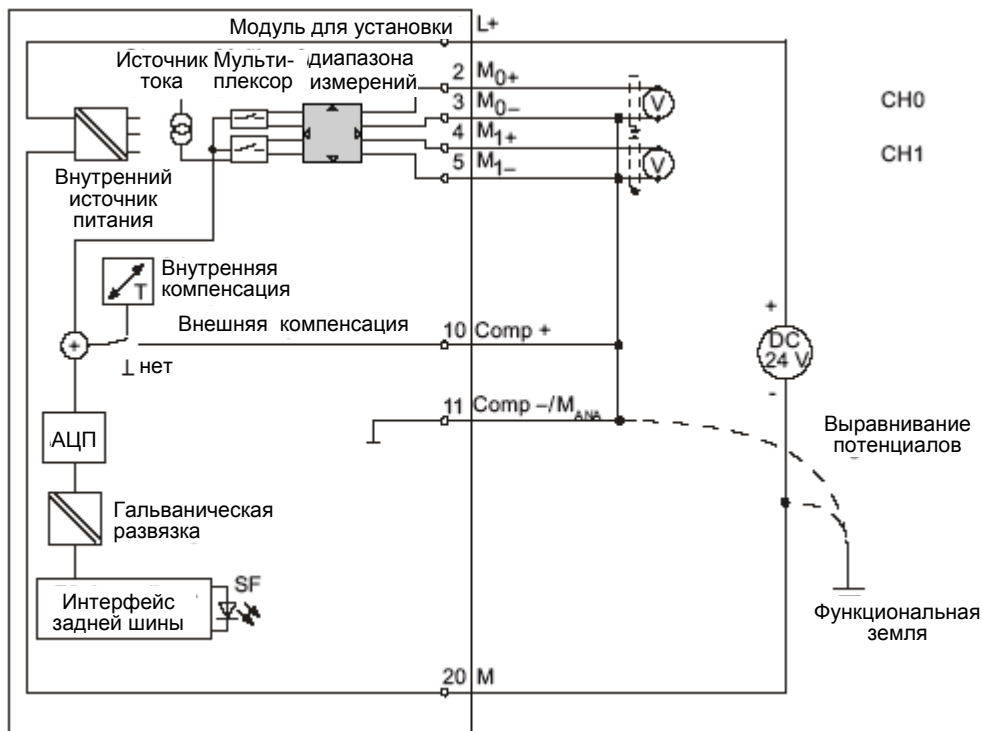 Модуль для установки
L+
Источник Мульти- диапазона
тока плексор измерений
2 M0+
3 M0–
4 M1+
5 M1–
V
V
CH0
CH1
Внутренний
источник
питания
T
Внутренняя
компенсация
Внешняя компенсация
10 Comp +
+
нет
+
DC
24 V
-
11 Comp –/MANA
АЦП
Выравнивание
потенциалов
Гальваническая
развязка
SF
Интерфейс
задней шины
Функциональная
земля
20 M